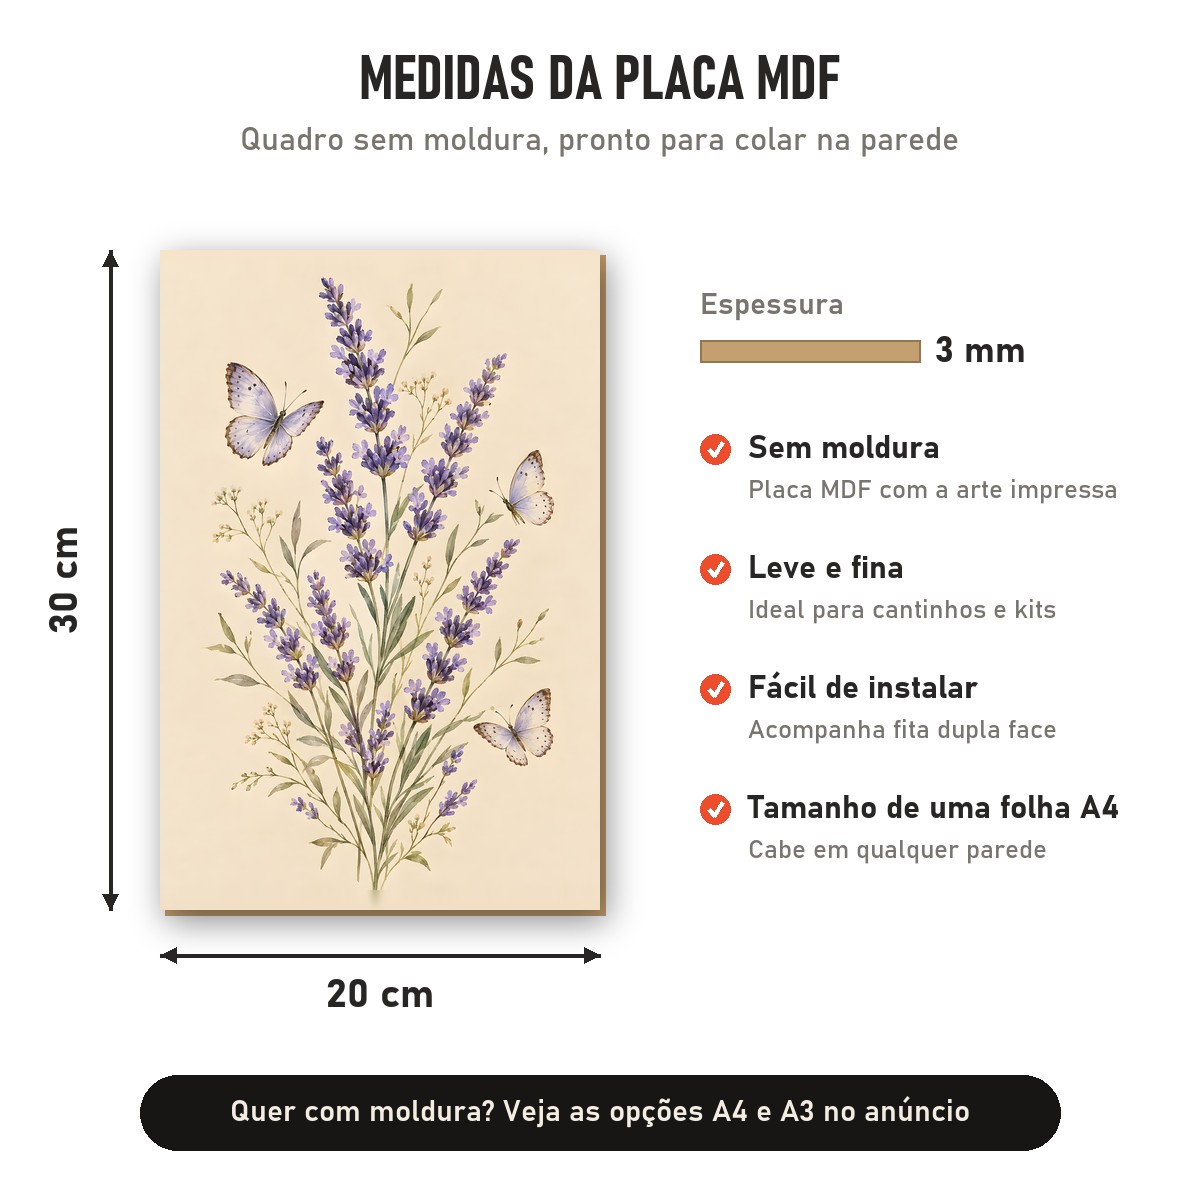 MEDIDAS DA PLACA MDF
Quadro sem moldura, pronto para colar na parede
30 cm
20 cm
Espessura
3 mm
Sem moldura
Placa MDF com a arte impressa
Leve e fina
Ideal para cantinhos e kits
Fácil de instalar
Acompanha fita dupla face
Tamanho de uma folha A4
Cabe em qualquer parede
Quer com moldura? Veja as opções A4 e A3 no anúncio